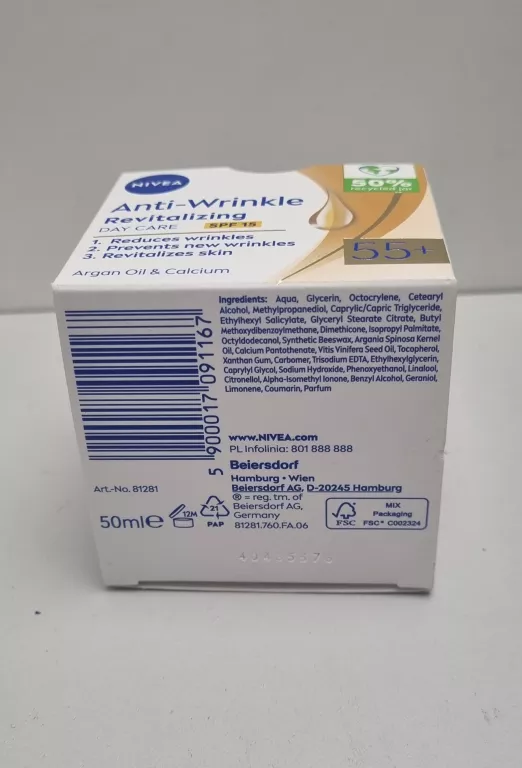 NIVEA
Anti-Wrinkle
Revitalizing
DAY CARE SPF 15
1. Reduces wrinkles
2. Prevents new wrinkles
3. Revitalizes skin
Argan Oil & Calcium
50%
recycled
55+
Ingredients: Aqua, Glycerin, Octocrylene, Cetearyl
Alcohol, Methylpropanediol, Caprylic/Capric Triglyceride,
Ethylhexyl Salicylate, Glyceryl Stearate Citrate, Butyl
Methoxydibenzoylmethane, Dimethicone, Isopropyl Palmitate,
Octyldodecanol, Synthetic Beeswax, Argania Spinosa Kernel
Oil, Calcium Pantothenate, Vitis Vinifera Seed Oil, Tocopherol,
Xanthan Gum, Carbomer, Trisodium EDTA, Ethylhexylglycerin,
Caprylyl Glycol, Sodium Hydroxide, Phenoxyethanol, Linalool,
Citronellol, Alpha-Isomethyl Ionone, Benzyl Alcohol, Geraniol,
Limonene, Coumarin, Parfum
5 900017 091167
www.NIVEA.com
PL Infolinia: 801 888 888
Beiersdorf
Hamburg • Wien
Beiersdorf AG, D-20245 Hamburg
® = reg. tm. of
Beiersdorf AG,
Germany
81281.760.FA.06
Art.-No. 81281
50ml e
12M
21
PAP
FSC
MIX
Packaging
FSC® C002324